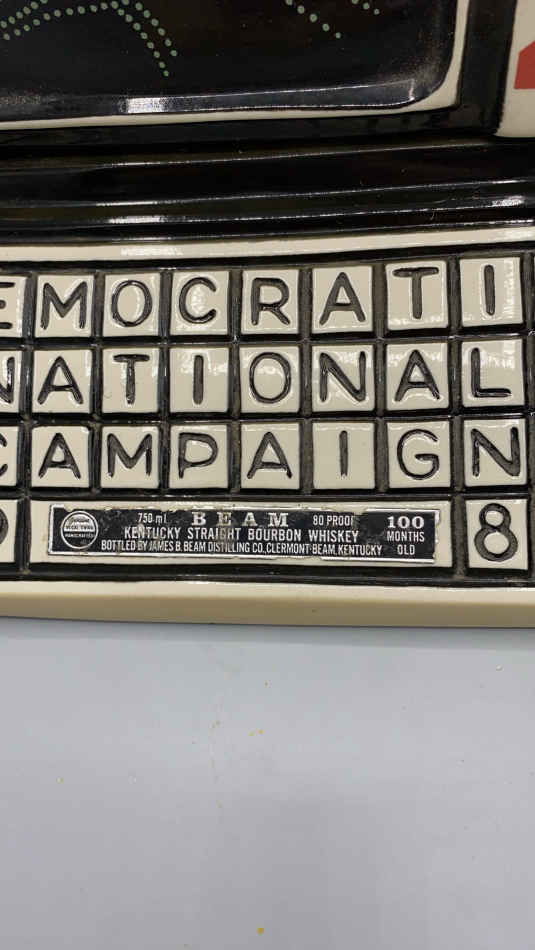 EMOCRATI
NATIONAL
CAMPAIGN
8
750 ml BEAM 80 PROOF
KENTUCKY STRAIGHT BOURBON WHISKEY
BOTTLED BY JAMES B. BEAM DISTILLING CO., CLERMONT-BEAM, KENTUCKY
100
MONTHS
OLD